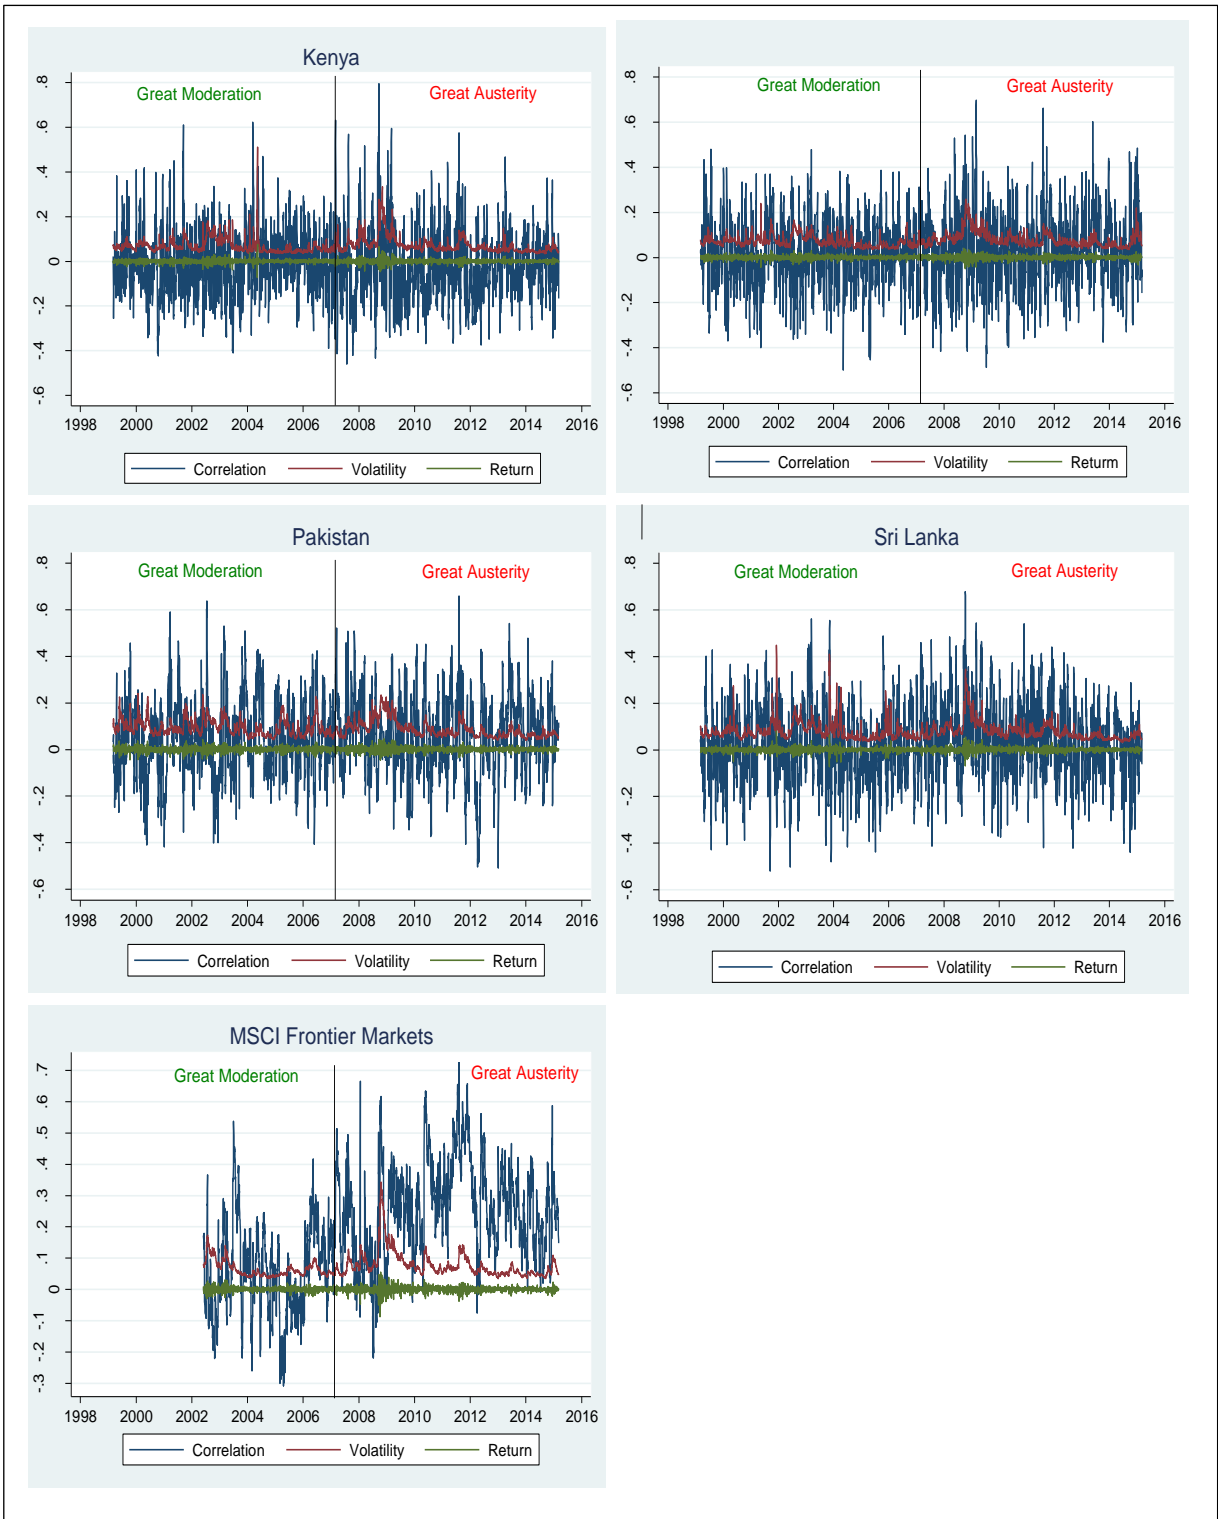 Kenya
Great Moderation
Great Austerity
.8
.6
.4
.2
0
-.2
-.4
-.6
1998 2000 2002 2004 2006 2008 2010 2012 2014 2016
Correlation Volatility Return
Great Moderation
Great Austerity
.8
.6
.4
.2
0
-.2
-.4
-.6
1998 2000 2002 2004 2006 2008 2010 2012 2014 2016
Correlation Volatility Returm
Pakistan
Great Moderation
Great Austerity
.8
.6
.4
.2
0
-.2
-.4
-.6
1998 2000 2002 2004 2006 2008 2010 2012 2014 2016
Correlation Volatility Return
Sri Lanka
Great Moderation
Great Austerity
.8
.6
.4
.2
0
-.2
-.4
-.6
1998 2000 2002 2004 2006 2008 2010 2012 2014 2016
Correlation Volatility Return
MSCI Frontier Markets
Great Moderation
Great Austerity
.7
.6
.5
.4
.3
.2
.1
0
-.1
-.2
-.3
1998 2000 2002 2004 2006 2008 2010 2012 2014 2016
Correlation Volatility Return